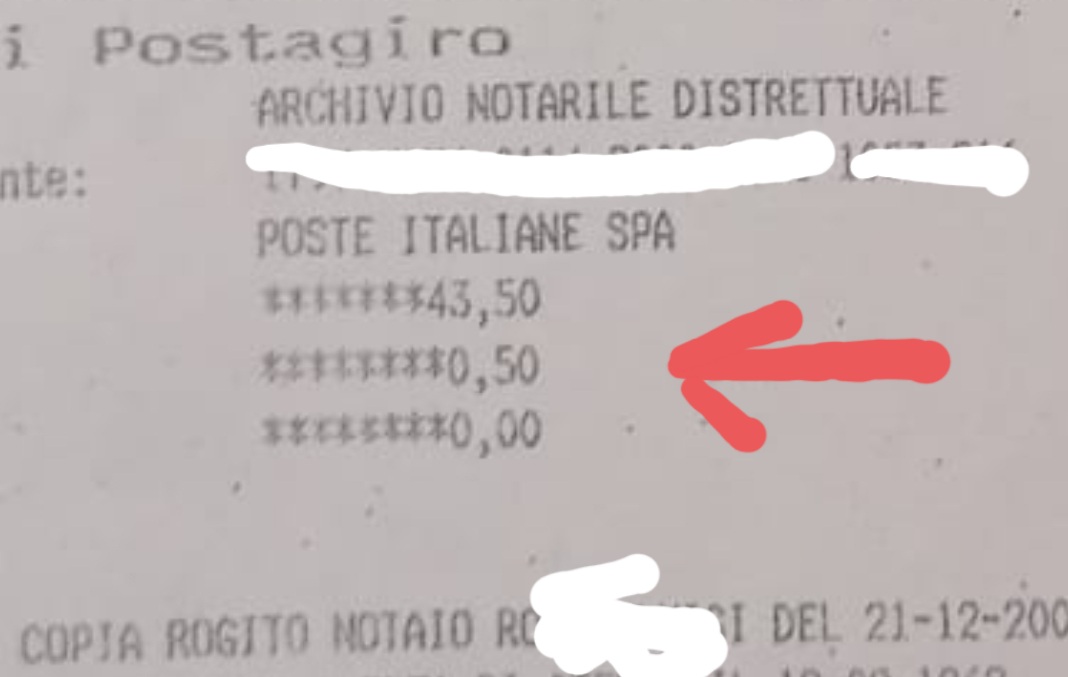 i Postagiro
ARCHIVIO NOTARILE DISTRETTUALE
nte:
POSTE ITALIANE SPA
*******43,50
********0,50
********0,00
COPIA ROGITO NOTAIO DEL 21-12-200